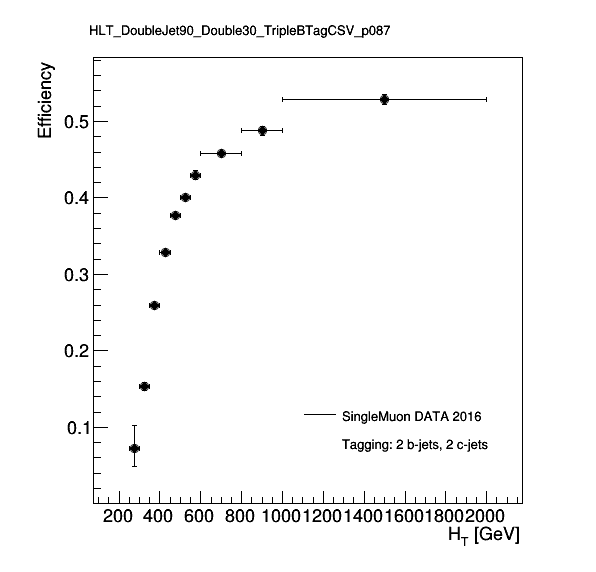 HLT_DoubleJet90_Double30_TripleBTagCSV_p087
Efficiency
0.5
0.4
0.3
0.2
0.1
SingleMuon DATA 2016
Tagging: 2 b-jets, 2 c-jets
200 400 600 800 1000 1200 1400 1600 1800 2000
H_T [GeV]